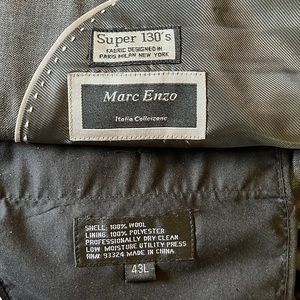 Super 130's
FABRIC DESIGNED IN
PARIS MILAN NEW YORK
Marc Enzo
Italia Collezione
SHELL: 100% WOOL
LINING: 100% POLYESTER
PROFESSIONALLY DRY CLEAN
LOW MOISTURE UTILITY PRESS
RN# 93324 MADE IN CHINA
43L